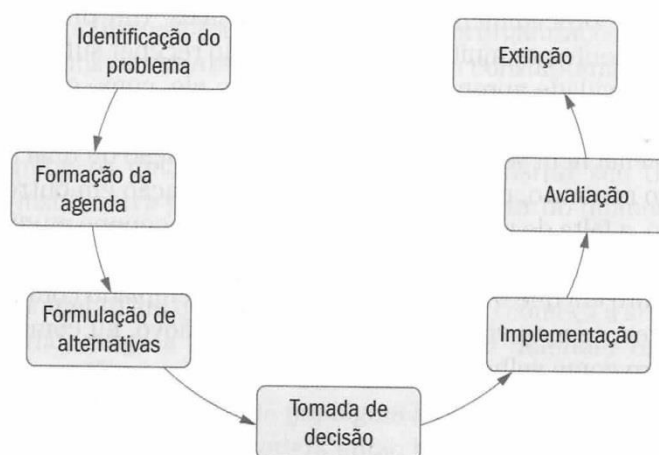 Identificação do
problema
Formação da
agenda
Formulação de
alternativas
Tomada de
decisão
Implementação
Avaliação
Extinção